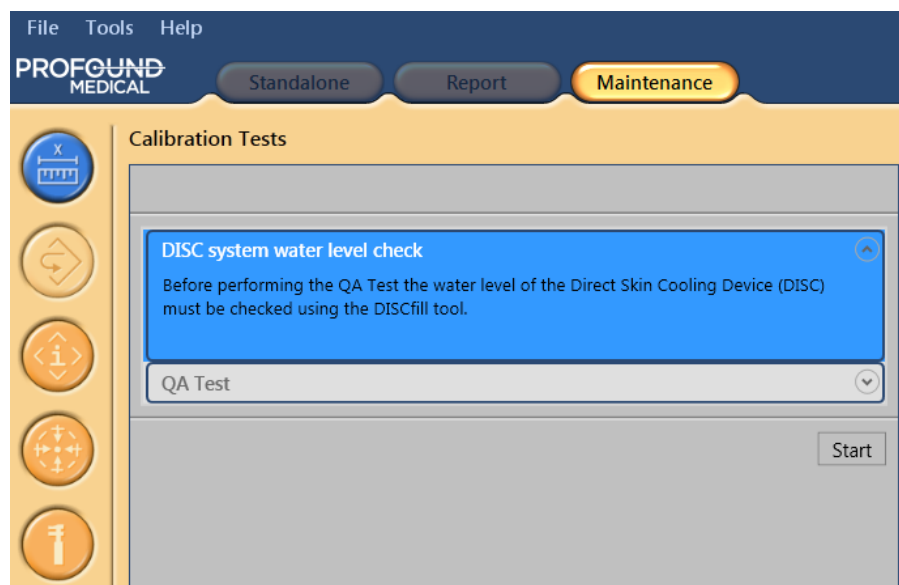 File Tools Help
PROFOUND
MEDICAL
Standalone Report Maintenance
Calibration Tests
X
DISC system water level check
Before performing the QA Test the water level of the Direct Skin Cooling Device (DISC)
must be checked using the DISCfill tool.
QA Test
Start